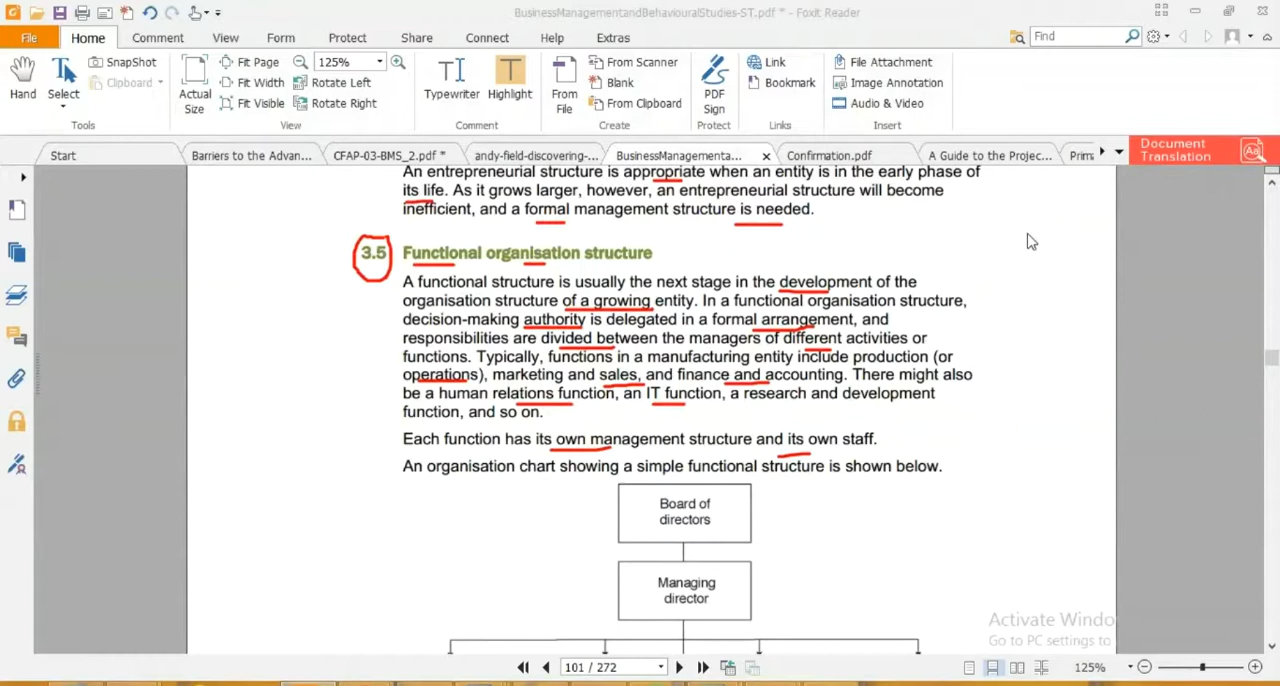 BusinessManagementandBehaviouralStudies-ST.pdf * - Foxit Reader
File Home Comment View Form Protect Share Connect Help Extras Find
Hand Select SnapShot Clipboard Actual Size Fit Page Fit Width Fit Visible 125% Rotate Left Rotate Right Typewriter Highlight From File From Scanner Blank From Clipboard PDF Sign Link Bookmark File Attachment Image Annotation Audio & Video
Tools View Comment Create Protect Links Insert
Start Barriers to the Advan... CFAP-03-BMS_2.pdf * andy-field-discovering-... BusinessManagementa... Confirmation.pdf A Guide to the Projec... Prima
Document Translation
An entrepreneurial structure is appropriate when an entity is in the early phase of
its life. As it grows larger, however, an entrepreneurial structure will become
inefficient, and a formal management structure is needed.
3.5 Functional organisation structure
A functional structure is usually the next stage in the development of the
organisation structure of a growing entity. In a functional organisation structure,
decision-making authority is delegated in a formal arrangement, and
responsibilities are divided between the managers of different activities or
functions. Typically, functions in a manufacturing entity include production (or
operations), marketing and sales, and finance and accounting. There might also
be a human relations function, an IT function, a research and development
function, and so on.
Each function has its own management structure and its own staff.
An organisation chart showing a simple functional structure is shown below.
Board of
directors
Managing
director
Activate Windo
Go to PC settings to
101 / 272 125%